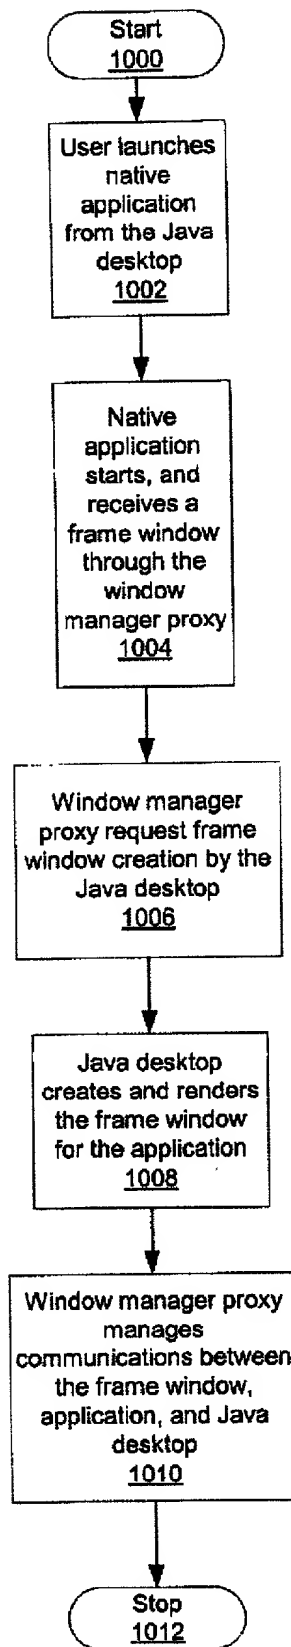 Start
1000
User launches
native
application
from the Java
desktop
1002
Native
application
starts, and
receives a
frame window
through the
window
manager proxy
1004
Window manager
proxy request frame
window creation by the
Java desktop
1006
Java desktop
creates and renders
the frame window
for the application
1008
Window manager proxy
manages
communications between
the frame window,
application, and Java
desktop
1010
Stop
1012